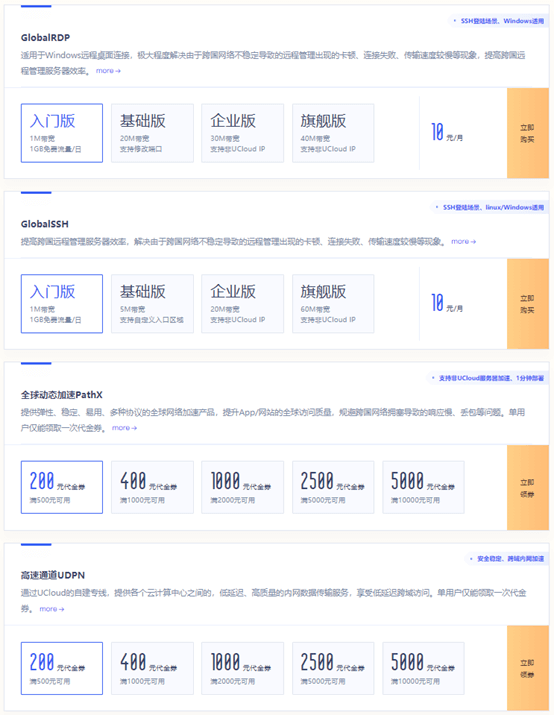 • SSH登陆场景、Windows适用
GlobalRDP
适用于Windows远程桌面连接，极大程度解决由于跨国网络不稳定导致的远程管理出现的卡顿、连接失败、传输速度较慢等现象，提高跨国远
程管理服务器效率。 more→
入门版 基础版 企业版 旗舰版
1M带宽 20M带宽 30M带宽 40M带宽
1GB免费流量/日 支持修改端口 支持非UCloud IP 支持非UCloud IP
10 元/月
立即
购买
• SSH登陆场景、linux/Windows适用
GlobalSSH
提高跨国远程管理服务器效率，解决由于跨国网络不稳定导致的远程管理出现的卡顿、连接失败、传输速度较慢等现象。 more→
入门版 基础版 企业版 旗舰版
1M带宽 5M带宽 20M带宽 60M带宽
1GB免费流量/日 支持自定义入口区域 支持非UCloud IP 支持非UCloud IP
10 元/月
立即
购买
• 支持非UCloud服务器加速、1分钟部署
全球动态加速PathX
提供弹性、稳定、易用、多种协议的全球网络加速产品，提升App/网站的全球访问质量，规避跨国网络拥塞导致的响应慢、丢包等问题。单用
户仅能领取一次代金券。 more→
200 元代金券 400 元代金券 1000 元代金券 2500 元代金券 5000 元代金券
满500元可用 满1000元可用 满2000元可用 满5000元可用 满10000元可用
立即
领券
• 安全稳定、跨域内网加速
高速通道UDPN
通过UCloud的自建专线，提供各个云计算中心之间的，低延迟、高质量的内网数据传输服务，享受低延迟跨域访问。单用户仅能领取一次代金
券。 more→
200 元代金券 400 元代金券 1000 元代金券 2500 元代金券 5000 元代金券
满500元可用 满1000元可用 满2000元可用 满5000元可用 满10000元可用
立即
领券